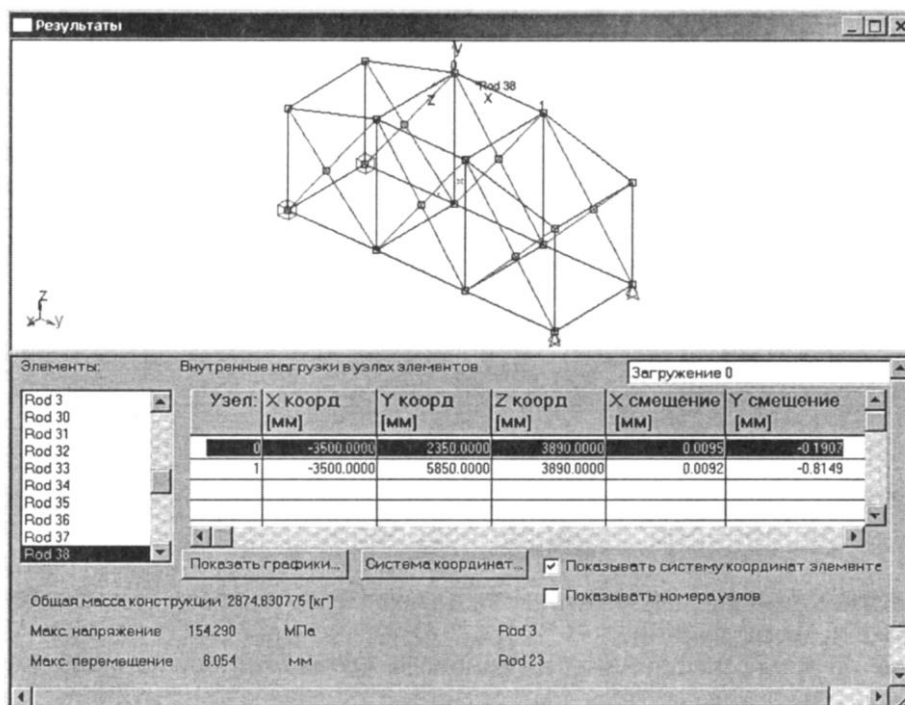 Результаты
y
0
Rod 38
z
x
1
z
x y
Элементы:
Внутренние нагрузки в узлах элементов
Загружение 0
Rod 3
Rod 30
Rod 31
Rod 32
Rod 33
Rod 34
Rod 35
Rod 36
Rod 37
Rod 38
Узел: X коорд [мм] Y коорд [мм] Z коорд [мм] X смещение [мм] Y смещение [мм]
0 -3500.0000 2350.0000 3890.0000 0.0095 -0.1907
1 -3500.0000 5850.0000 3890.0000 0.0092 -0.8149
Показать графики... Система координат... Показывать систему координат элемента
Показывать номера узлов
Общая масса конструкции 2874.830775 [кг]
Макс. напряжение 154.290 МПа Rod 3
Макс. перемещение 8.054 мм Rod 23